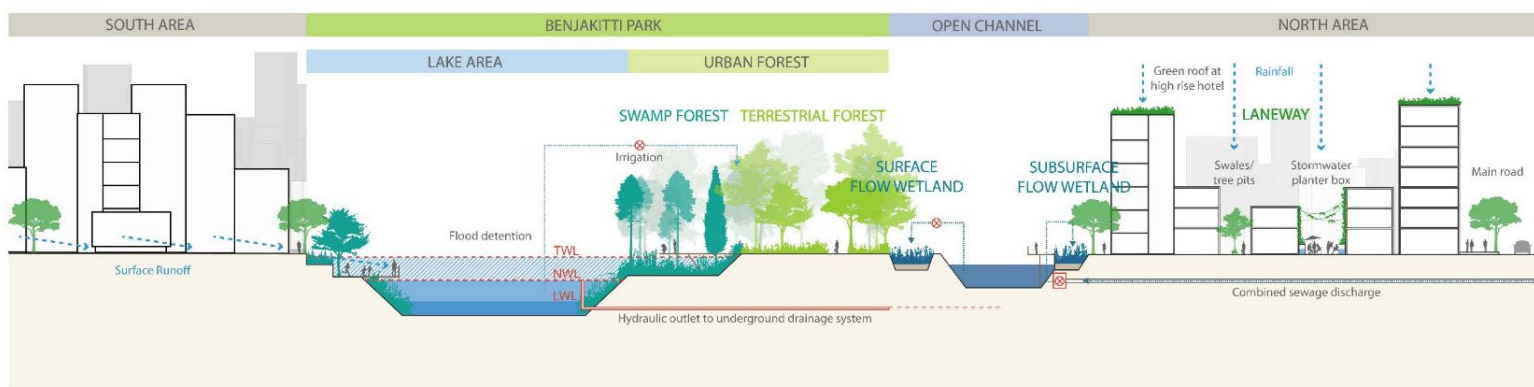 SOUTH AREA
BENJAKITTI PARK
OPEN CHANNEL
NORTH AREA
LAKE AREA
URBAN FOREST
Green roof at
high rise hotel
Rainfall
SWAMP FOREST
TERRESTRIAL FOREST
LANEWAY
Irrigation
SURFACE
FLOW WETLAND
SUBSURFACE
FLOW WETLAND
Swales/
tree pits
Stormwater
planter box
Main road
Flood detention
TWL
Surface Runoff
NWL
LWL
Combined sewage discharge
Hydraulic outlet to underground drainage system